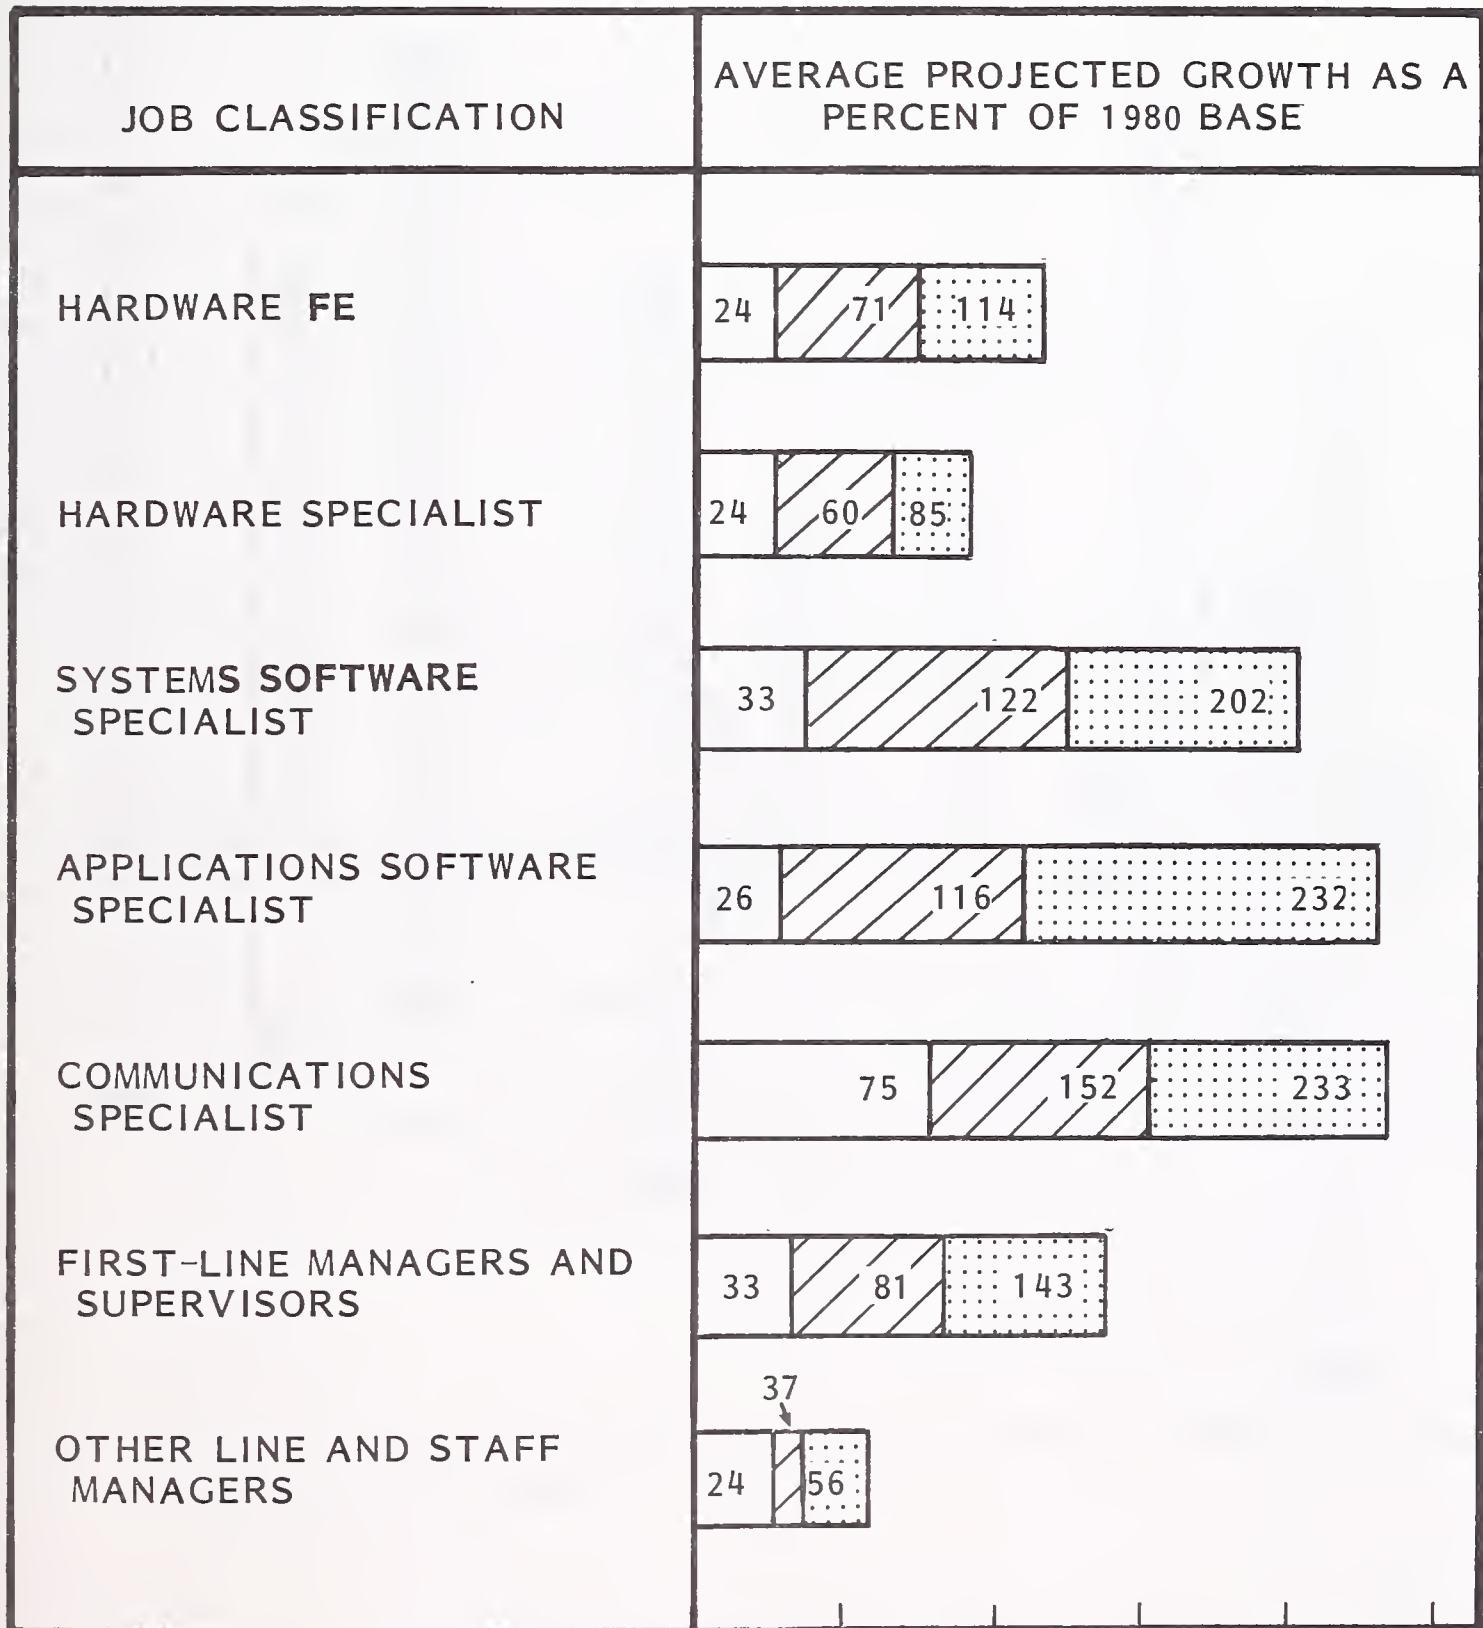 JOB CLASSIFICATION
AVERAGE PROJECTED GROWTH AS A
PERCENT OF 1980 BASE
HARDWARE FE
24 71 114
HARDWARE SPECIALIST
24 60 85
SYSTEMS SOFTWARE
SPECIALIST
33 122 202
APPLICATIONS SOFTWARE
SPECIALIST
26 116 232
COMMUNICATIONS
SPECIALIST
75 152 233
FIRST-LINE MANAGERS AND
SUPERVISORS
33 81 143
37
OTHER LINE AND STAFF
MANAGERS
24 56